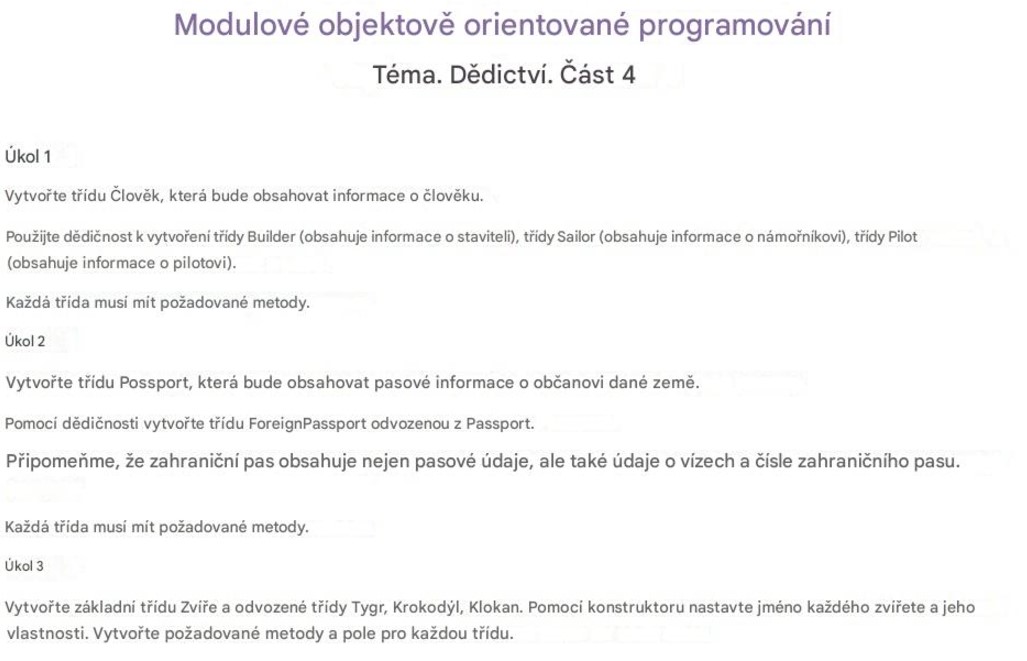 Modulové objektově orientované programování
Téma. Dědictví. Část 4
Úkol 1
Vytvořte třídu Člověk, která bude obsahovat informace o člověku.
Použijte dědičnost k vytvoření třídy Builder (obsahuje informace o staviteli), třídy Sailor (obsahuje informace o námořníkovi), třídy Pilot
(obsahuje informace o pilotovi).
Každá třída musí mít požadované metody.
Úkol 2
Vytvořte třídu Possport, která bude obsahovat pasové informace o občanovi dané země.
Pomocí dědičnosti vytvořte třídu ForeignPassport odvozenou z Passport.
Připomeňme, že zahraniční pas obsahuje nejen pasové údaje, ale také údaje o vízech a čísle zahraničního pasu.
Každá třída musí mít požadované metody.
Úkol 3
Vytvořte základní třídu Zvíře a odvozené třídy Tygr, Krokodýl, Klokan. Pomocí konstruktoru nastavte jméno každého zvířete a jeho
vlastnosti. Vytvořte požadované metody a pole pro každou třídu.